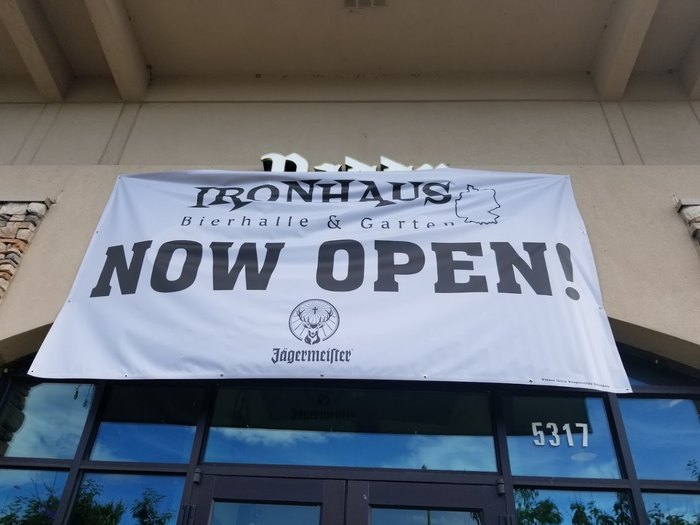 IRONHAUS
Bierhalle & Garten
NOW OPEN!
Jägermeiſter
5317